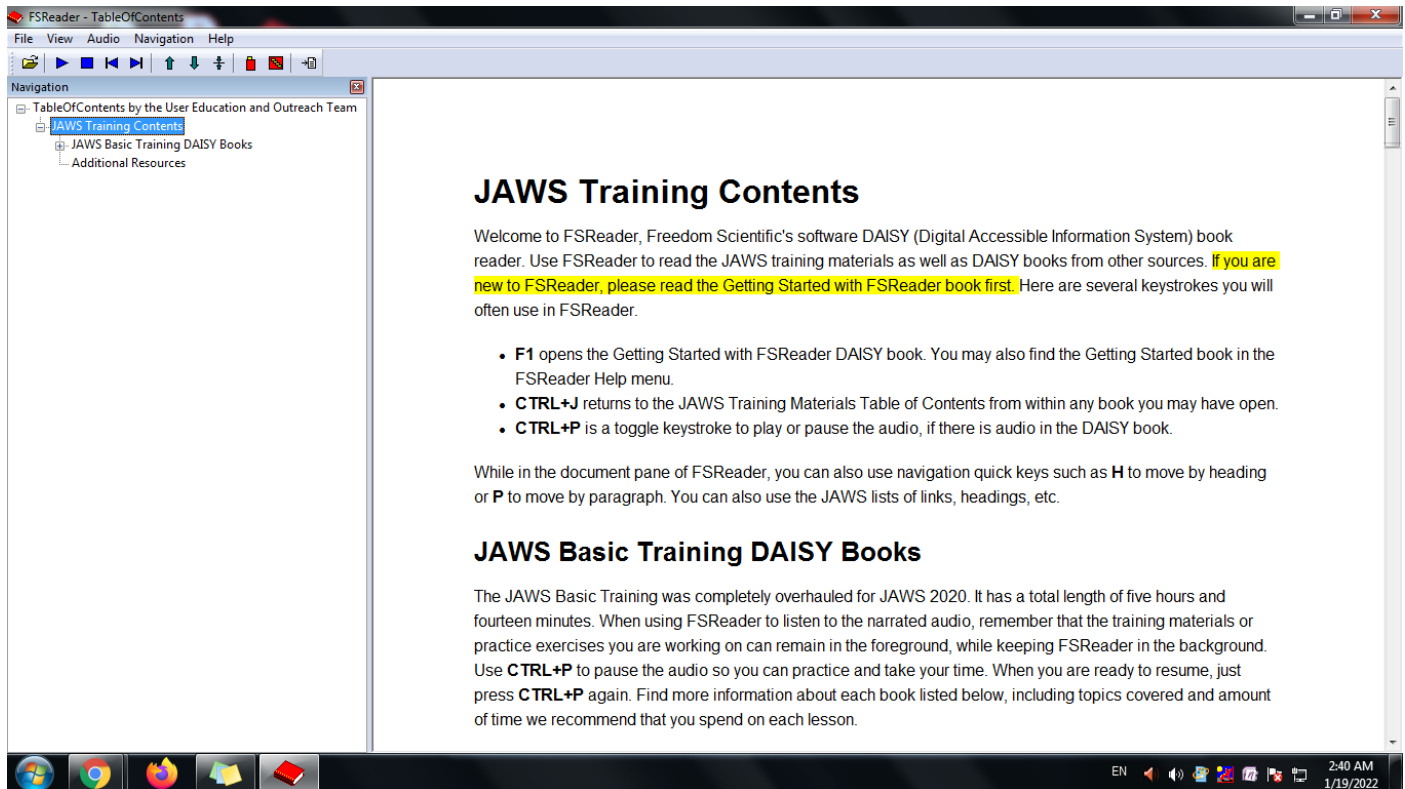 FSReader - TableOfContents
File View Audio Navigation Help
Navigation
TableOfContents by the User Education and Outreach Team
JAWS Training Contents
JAWS Basic Training DAISY Books
Additional Resources
JAWS Training Contents
Welcome to FSReader, Freedom Scientific's software DAISY (Digital Accessible Information System) book
reader. Use FSReader to read the JAWS training materials as well as DAISY books from other sources. If you are
new to FSReader, please read the Getting Started with FSReader book first. Here are several keystrokes you will
often use in FSReader.
• F1 opens the Getting Started with FSReader DAISY book. You may also find the Getting Started book in the
FSReader Help menu.
• CTRL+J returns to the JAWS Training Materials Table of Contents from within any book you may have open.
• CTRL+P is a toggle keystroke to play or pause the audio, if there is audio in the DAISY book.
While in the document pane of FSReader, you can also use navigation quick keys such as H to move by heading
or P to move by paragraph. You can also use the JAWS lists of links, headings, etc.
JAWS Basic Training DAISY Books
The JAWS Basic Training was completely overhauled for JAWS 2020. It has a total length of five hours and
fourteen minutes. When using FSReader to listen to the narrated audio, remember that the training materials or
practice exercises you are working on can remain in the foreground, while keeping FSReader in the background.
Use CTRL+P to pause the audio so you can practice and take your time. When you are ready to resume, just
press CTRL+P again. Find more information about each book listed below, including topics covered and amount
of time we recommend that you spend on each lesson.
EN
2:40 AM
1/19/2022